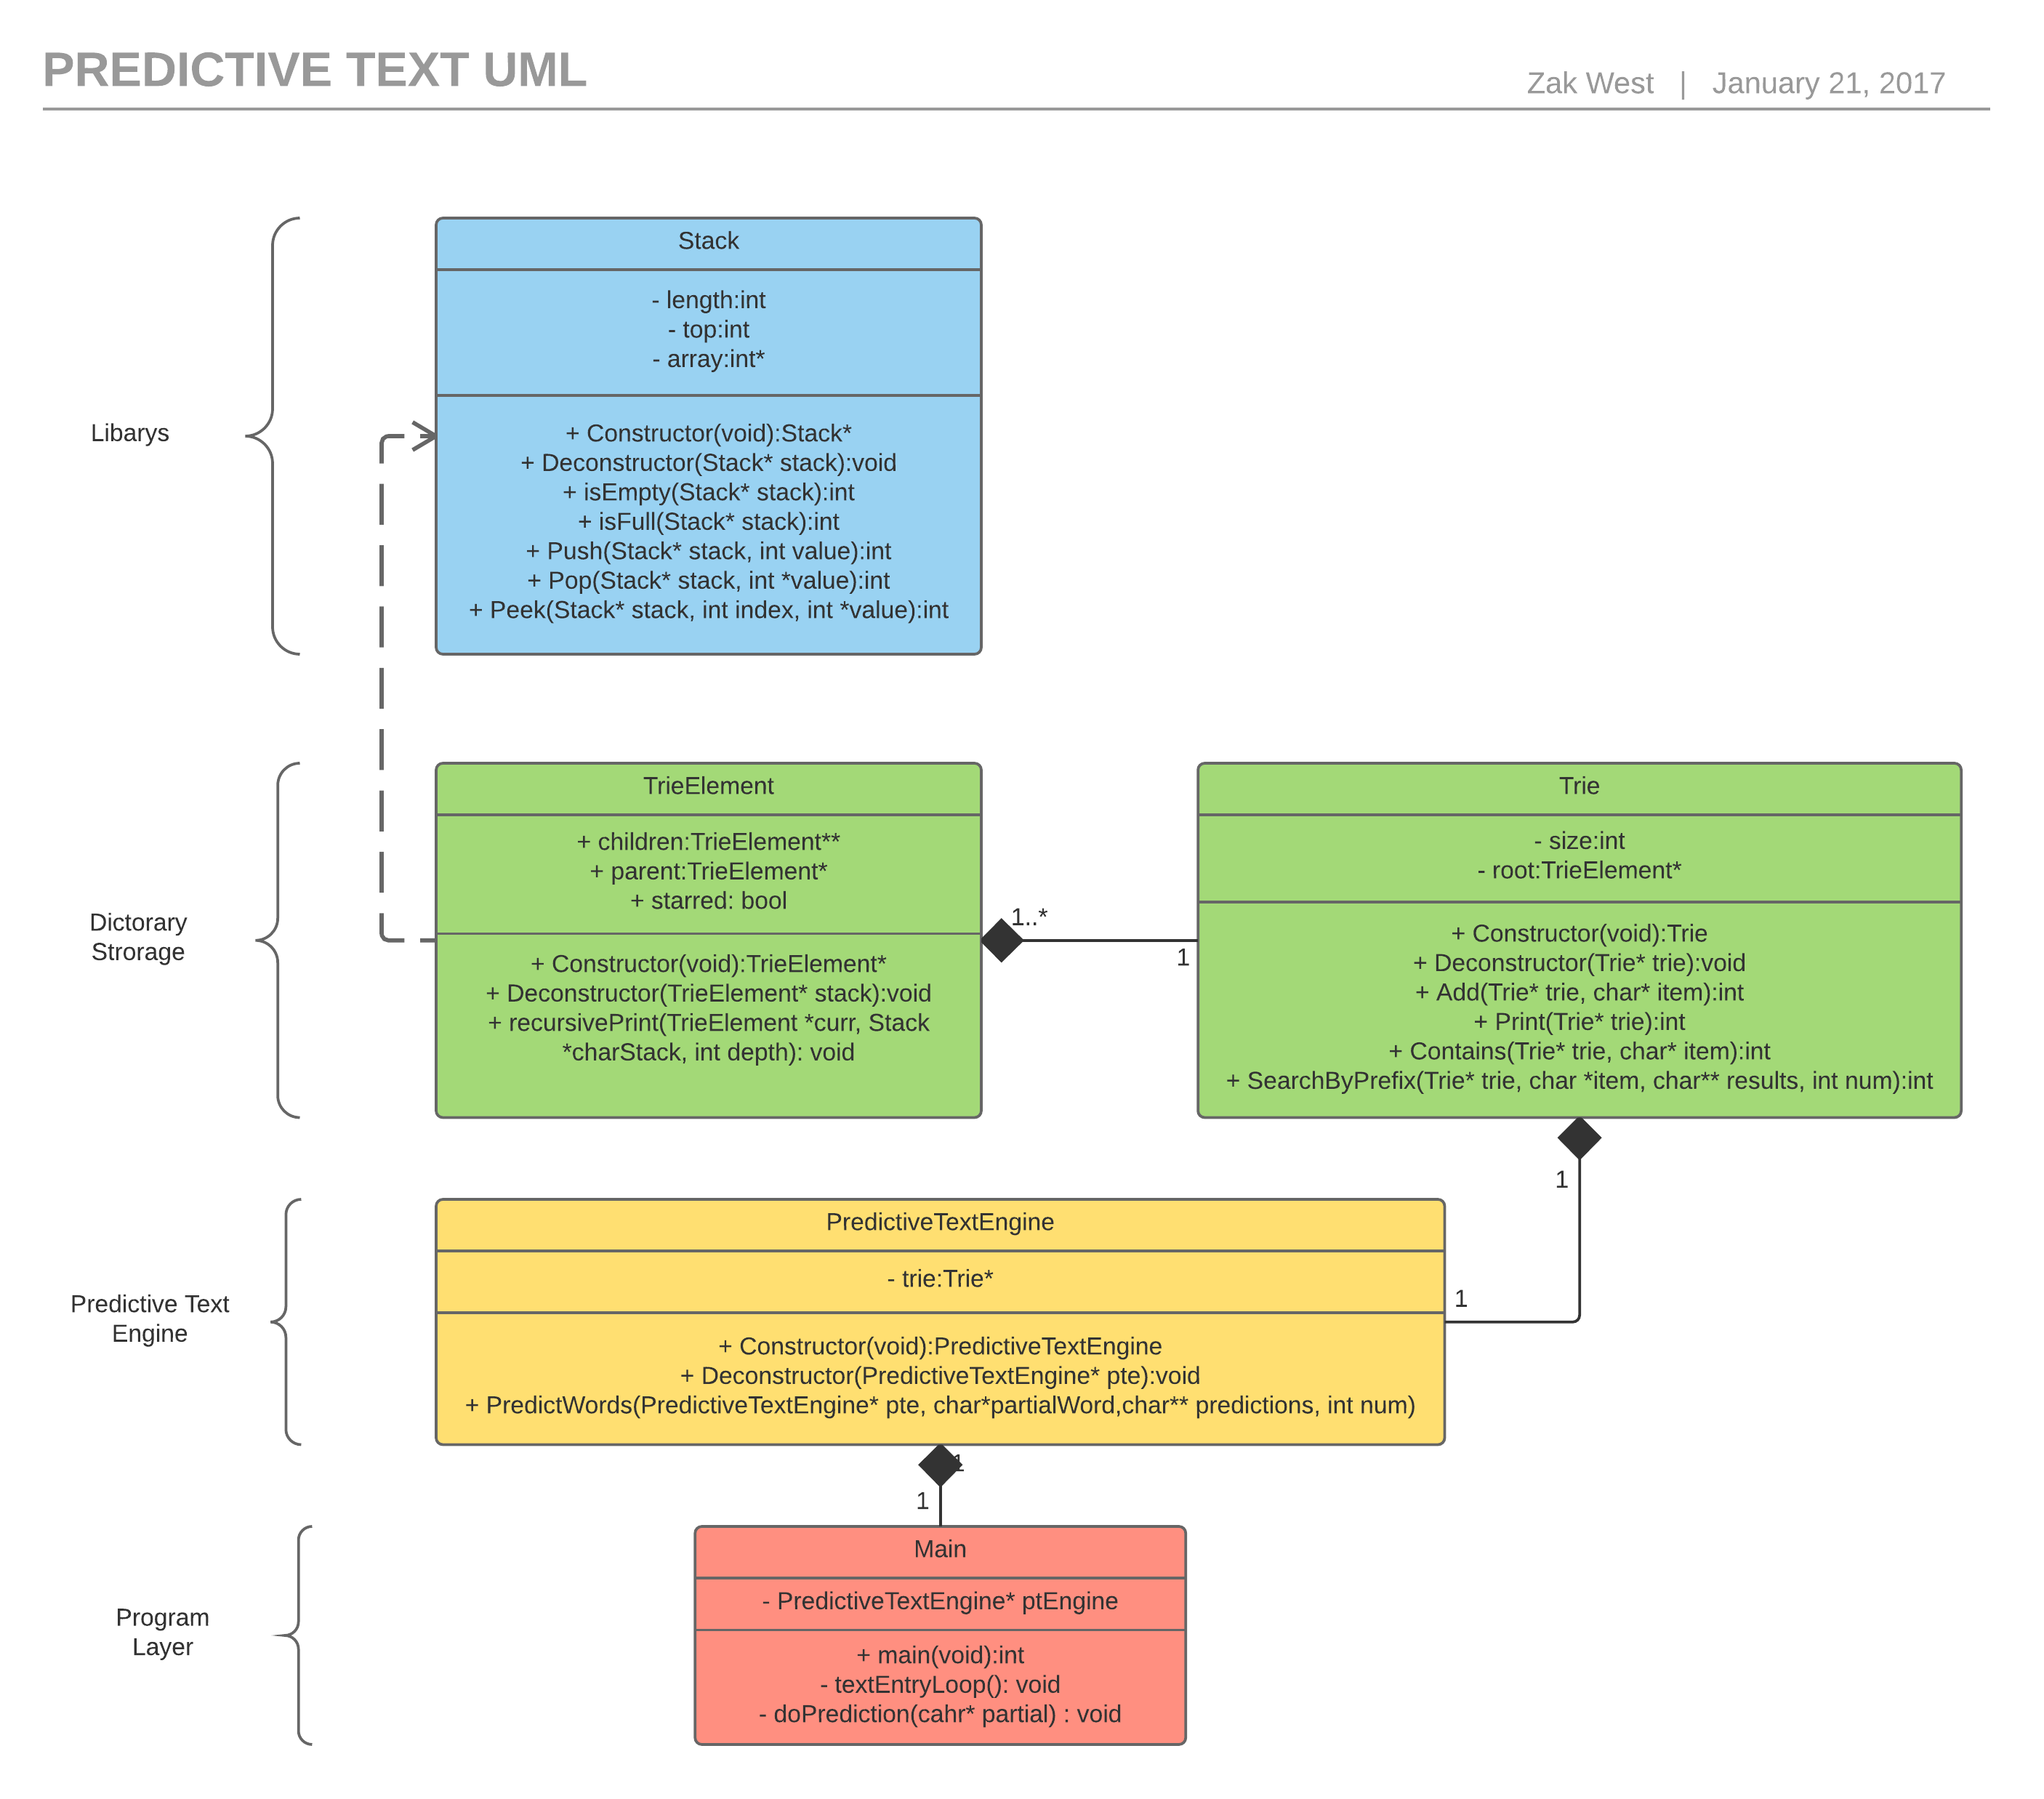 PREDICTIVE TEXT UML
Zak West | January 21, 2017
Libarys
Stack
- length:int
- top:int
- array:int*
+ Constructor(void):Stack*
+ Deconstructor(Stack* stack):void
+ isEmpty(Stack* stack):int
+ isFull(Stack* stack):int
+ Push(Stack* stack, int value):int
+ Pop(Stack* stack, int *value):int
+ Peek(Stack* stack, int index, int *value):int
Dictorary
Strorage
TrieElement
+ children:TrieElement**
+ parent:TrieElement*
+ starred: bool
+ Constructor(void):TrieElement*
+ Deconstructor(TrieElement* stack):void
+ recursivePrint(TrieElement *curr, Stack
*charStack, int depth): void
1..*
1
Trie
- size:int
- root:TrieElement*
+ Constructor(void):Trie
+ Deconstructor(Trie* trie):void
+ Add(Trie* trie, char* item):int
+ Print(Trie* trie):int
+ Contains(Trie* trie, char* item):int
+ SearchByPrefix(Trie* trie, char *item, char** results, int num):int
1
1
Predictive Text
Engine
PredictiveTextEngine
- trie:Trie*
+ Constructor(void):PredictiveTextEngine
+ Deconstructor(PredictiveTextEngine* pte):void
+ PredictWords(PredictiveTextEngine* pte, char*partialWord,char** predictions, int num)
1
1
Program
Layer
Main
- PredictiveTextEngine* ptEngine
+ main(void):int
- textEntryLoop(): void
- doPrediction(cahr* partial) : void